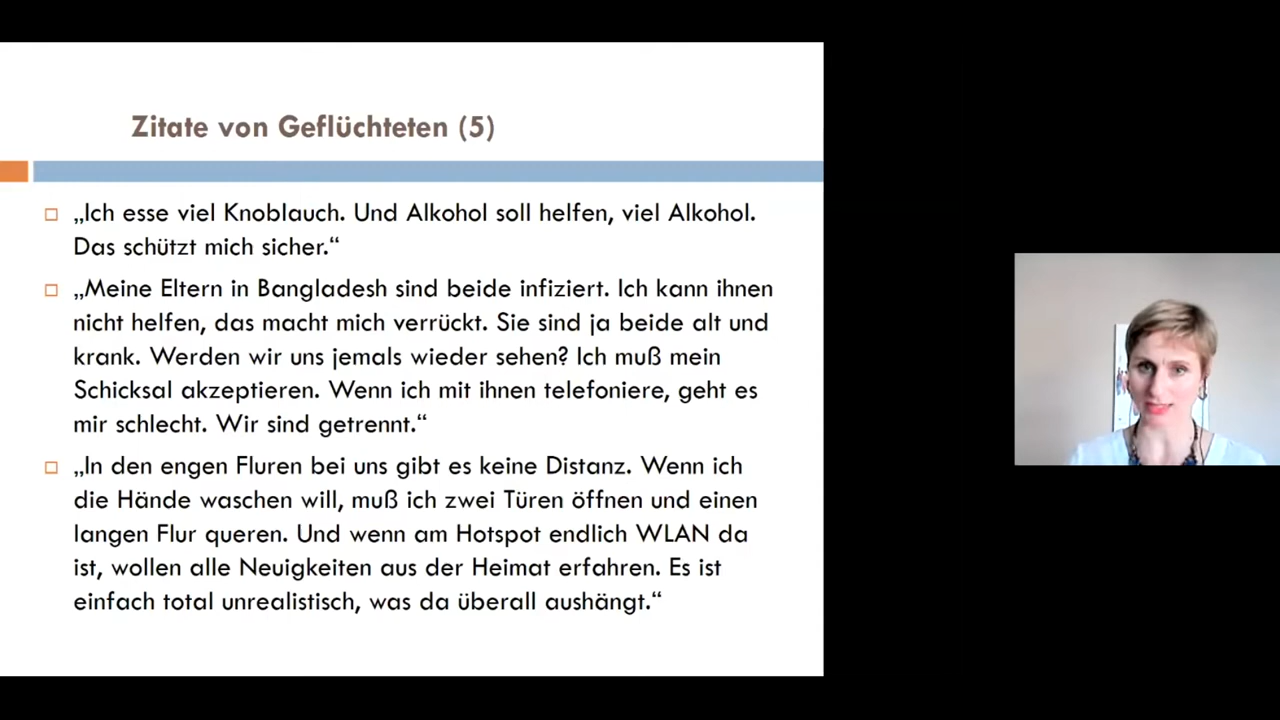 Zitate von Geflüchteten (5)
„Ich esse viel Knoblauch. Und Alkohol soll helfen, viel Alkohol.
Das schützt mich sicher.“
„Meine Eltern in Bangladesh sind beide infiziert. Ich kann ihnen
nicht helfen, das macht mich verrückt. Sie sind ja beide alt und
krank. Werden wir uns jemals wieder sehen? Ich muß mein
Schicksal akzeptieren. Wenn ich mit ihnen telefoniere, geht es
mir schlecht. Wir sind getrennt.“
„In den engen Fluren bei uns gibt es keine Distanz. Wenn ich
die Hände waschen will, muß ich zwei Türen öffnen und einen
langen Flur queren. Und wenn am Hotspot endlich WLAN da
ist, wollen alle Neuigkeiten aus der Heimat erfahren. Es ist
einfach total unrealistisch, was da überall aushängt.“